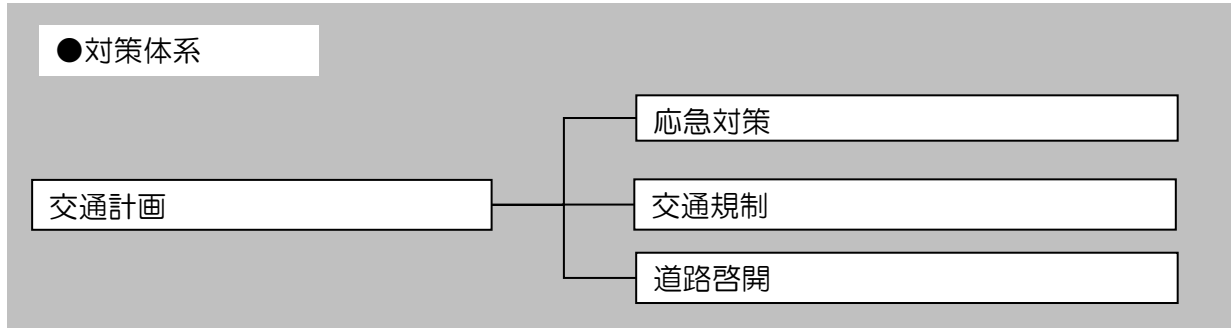 ●対策体系
応急対策
交通計画
交通規制
道路啓開